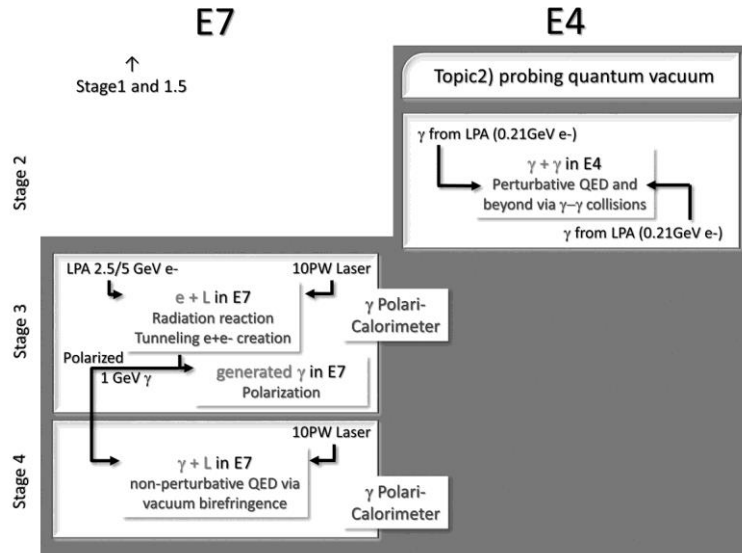 E7
E4
↑
Stage1 and 1.5
Topic2) probing quantum vacuum
Stage 2
γ from LPA (0.21GeV e-)
γ + γ in E4
Perturbative QED and
beyond via γ–γ collisions
γ from LPA (0.21GeV e-)
Stage 3
LPA 2.5/5 GeV e-
10PW Laser
e + L in E7
Radiation reaction
Tunneling e+e- creation
γ Polari-
Calorimeter
Polarized
1 GeV γ
generated γ in E7
Polarization
Stage 4
10PW Laser
γ + L in E7
non-perturbative QED via
vacuum birefringence
γ Polari-
Calorimeter